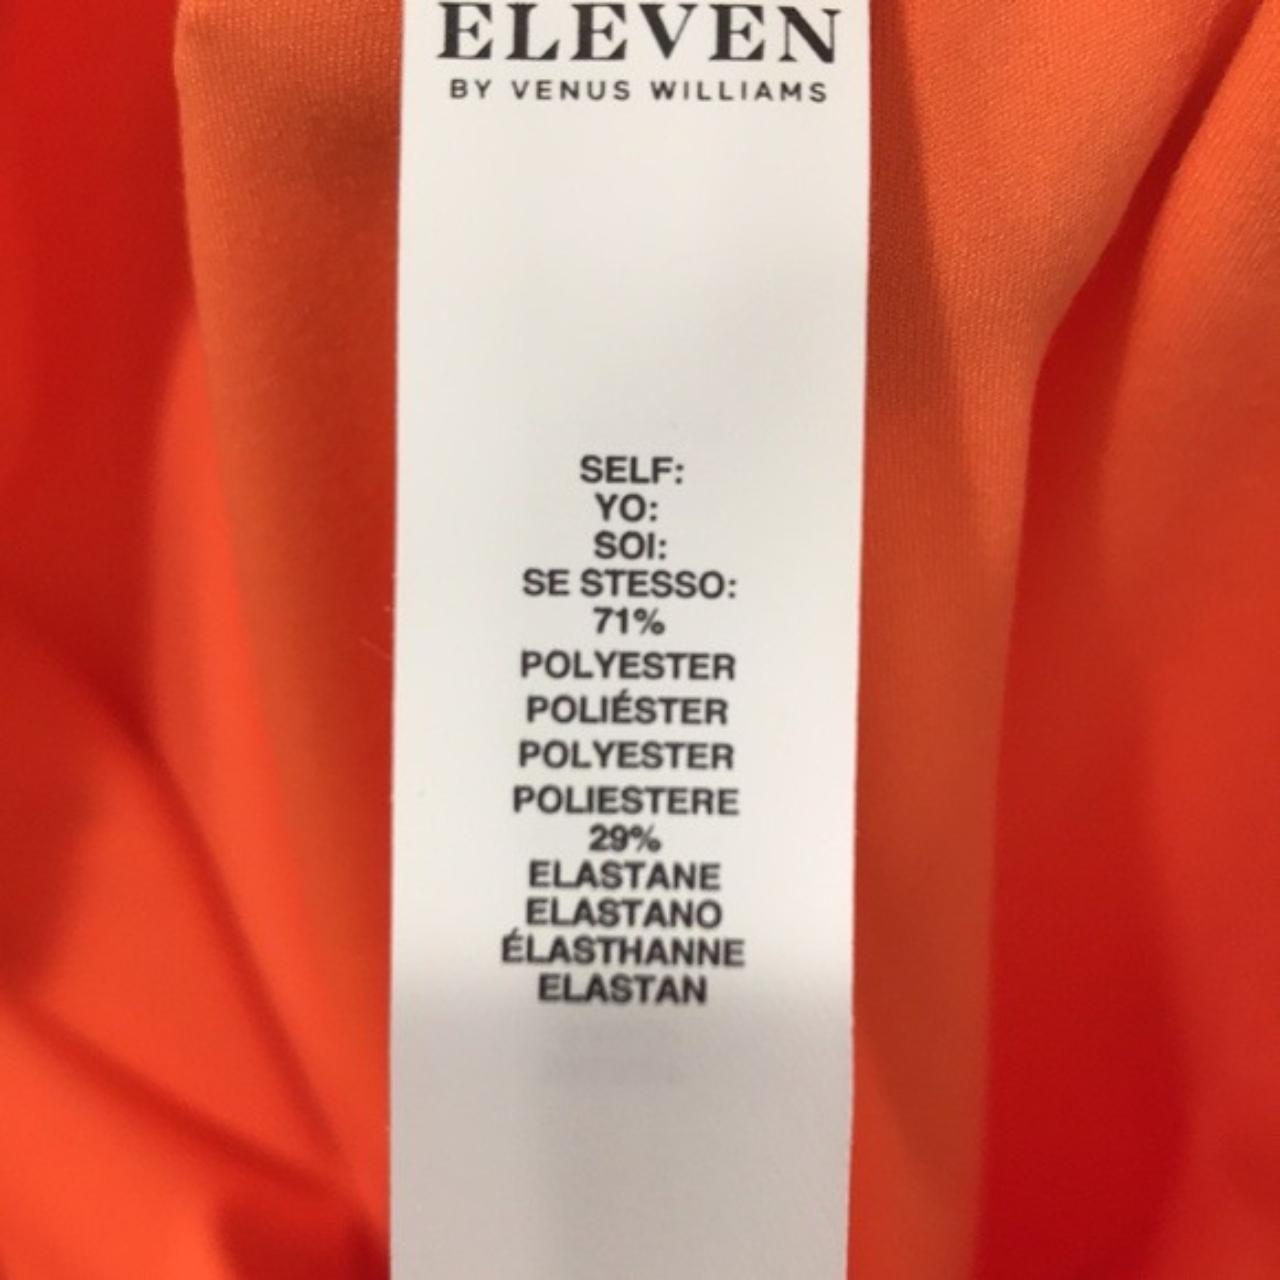 ELEVEN
BY VENUS WILLIAMS
SELF:
YO:
SOI:
SE STESSO:
71%
POLYESTER
POLIÉSTER
POLYESTER
POLIESTERE
29%
ELASTANE
ELASTANO
ÉLASTHANNE
ELASTAN